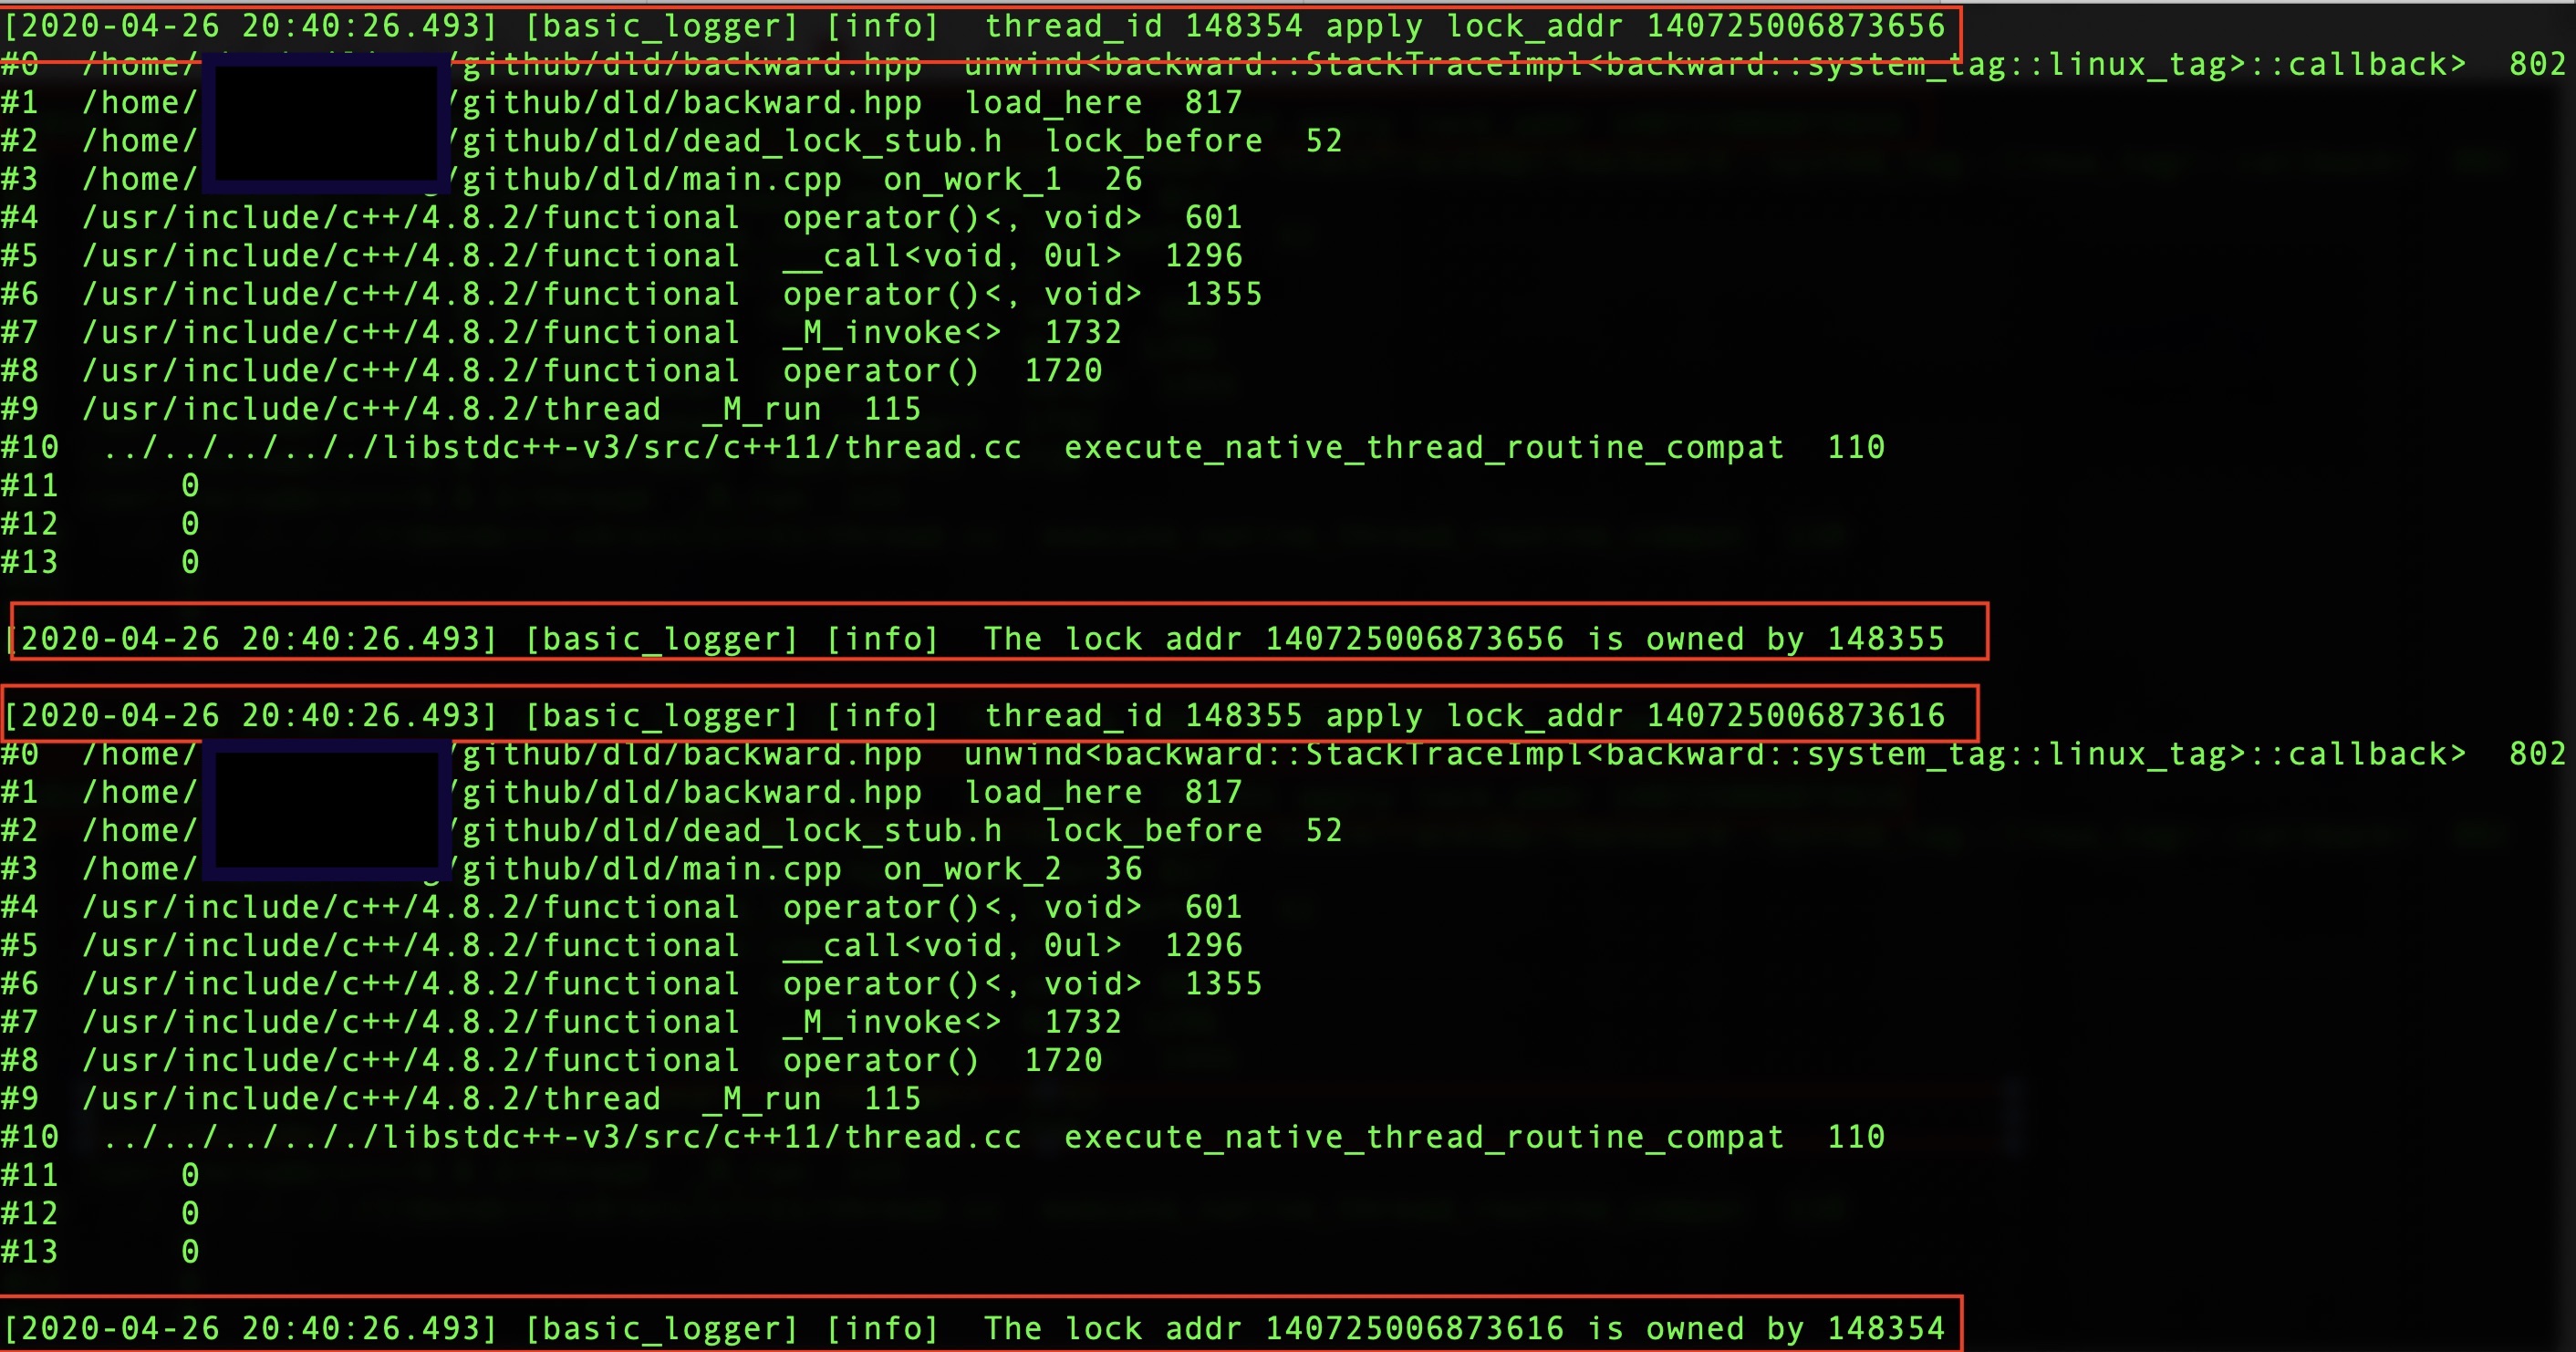 [2020-04-26 20:40:26.493] [basic_logger] [info]  thread_id 148354 apply lock_addr 140725006873656
#0  /home/ /github/dld/backward.hpp  unwind<backward::StackTraceImpl<backward::system_tag::linux_tag>::callback>  802
#1  /home/ /github/dld/backward.hpp  load_here  817
#2  /home/ /github/dld/dead_lock_stub.h  lock_before  52
#3  /home/ /github/dld/main.cpp  on_work_1  26
#4  /usr/include/c++/4.8.2/functional  operator()<, void>  601
#5  /usr/include/c++/4.8.2/functional  __call<void, 0ul>  1296
#6  /usr/include/c++/4.8.2/functional  operator()<, void>  1355
#7  /usr/include/c++/4.8.2/functional  _M_invoke<>  1732
#8  /usr/include/c++/4.8.2/functional  operator()  1720
#9  /usr/include/c++/4.8.2/thread  _M_run  115
#10  ../../../.././libstdc++-v3/src/c++11/thread.cc  execute_native_thread_routine_compat  110
#11      0
#12      0
#13      0
[2020-04-26 20:40:26.493] [basic_logger] [info]  The lock addr 140725006873656 is owned by 148355
[2020-04-26 20:40:26.493] [basic_logger] [info]  thread_id 148355 apply lock_addr 140725006873616
#0  /home/ /github/dld/backward.hpp  unwind<backward::StackTraceImpl<backward::system_tag::linux_tag>::callback>  802
#1  /home/ /github/dld/backward.hpp  load_here  817
#2  /home/ /github/dld/dead_lock_stub.h  lock_before  52
#3  /home/ /github/dld/main.cpp  on_work_2  36
#4  /usr/include/c++/4.8.2/functional  operator()<, void>  601
#5  /usr/include/c++/4.8.2/functional  __call<void, 0ul>  1296
#6  /usr/include/c++/4.8.2/functional  operator()<, void>  1355
#7  /usr/include/c++/4.8.2/functional  _M_invoke<>  1732
#8  /usr/include/c++/4.8.2/functional  operator()  1720
#9  /usr/include/c++/4.8.2/thread  _M_run  115
#10  ../../../.././libstdc++-v3/src/c++11/thread.cc  execute_native_thread_routine_compat  110
#11      0
#12      0
#13      0
[2020-04-26 20:40:26.493] [basic_logger] [info]  The lock addr 140725006873616 is owned by 148354